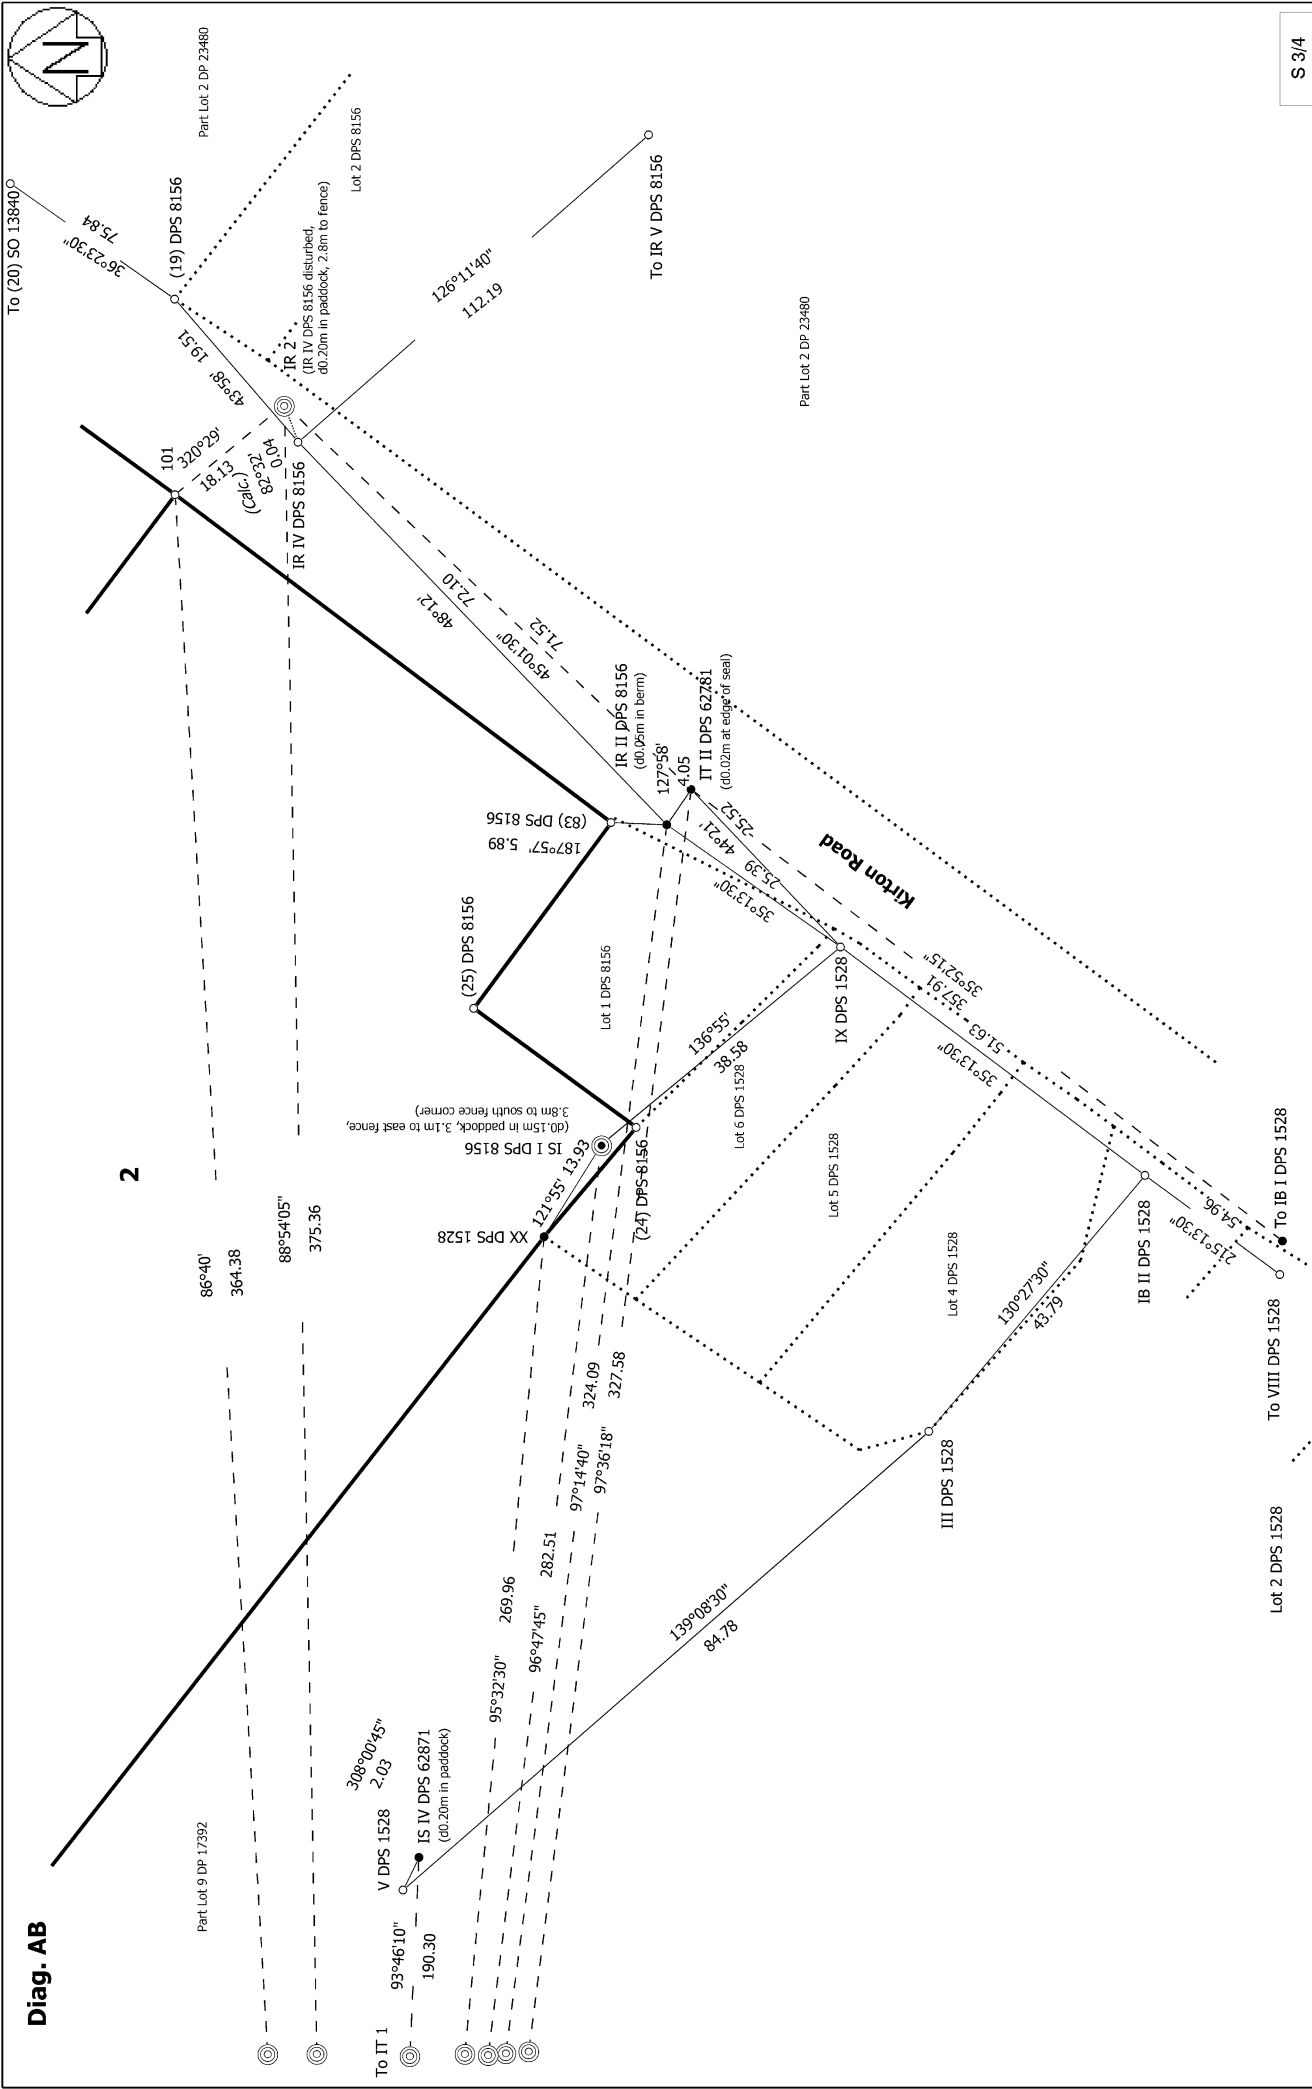 Diag. AB
N
S 3/4
To (20) SO 13840
75.84
36°23'30"
(19) DPS 8156
Part Lot 2 DP 23480
Lot 2 DPS 8156
19.51
43°58'
IR 2
(IR IV DPS 8156 disturbed,
d0.20m in paddock, 2.8m to fence)
126°11'40"
112.19
To IR V DPS 8156
101
320°29'
18.13
(Calc.)
82°32'
0.04
IR IV DPS 8156
Part Lot 2 DP 23480
72.10
48°12'
71.52
45°01'30"
IR II DPS 8156
(d0.05m in berm)
127°58'
4.05
IT II DPS 62781
(d0.02m at edge of seal)
(83) DPS 8156
187°57' 5.89
25.52
44°21'
25.39
35°13'30"
Kirton Road
(25) DPS 8156
Lot 1 DPS 8156
IX DPS 1528
35°52'15"
357.91
51.63
35°13'30"
136°55'
38.58
Lot 6 DPS 1528
Lot 5 DPS 1528
Lot 4 DPS 1528
IS I DPS 8156
(d0.15m in paddock, 3.1m to east fence,
3.8m to south fence corner)
121°55' 13.93
(24) DPS 8156
XX DPS 1528
2
86°40'
364.38
88°54'05"
375.36
324.09
97°14'40"
327.58
97°36'18"
282.51
96°47'45"
269.96
95°32'30"
130°27'30"
43.79
IB II DPS 1528
54.96
215°13'30"
To IB I DPS 1528
To VIII DPS 1528
III DPS 1528
Lot 2 DPS 1528
139°08'30"
84.78
308°00'45"
2.03
V DPS 1528
IS IV DPS 62871
(d0.20m in paddock)
Part Lot 9 DP 17392
93°46'10"
190.30
To IT 1